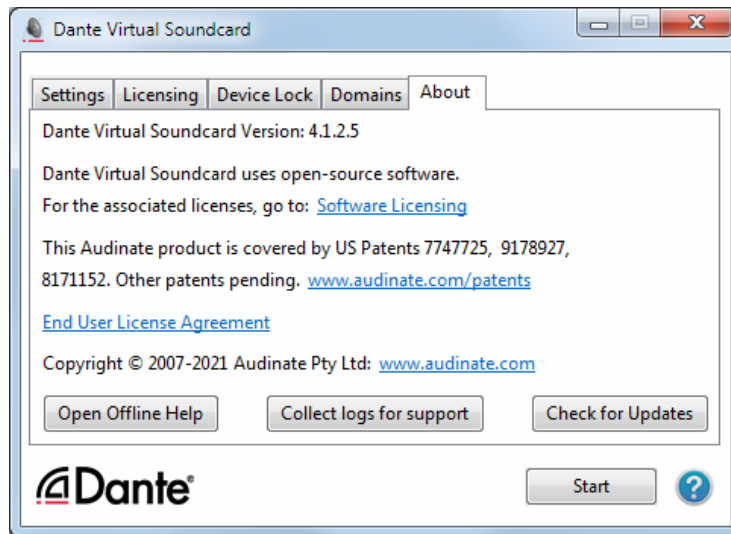 Dante Virtual Soundcard
Settings Licensing Device Lock Domains About
Dante Virtual Soundcard Version: 4.1.2.5
Dante Virtual Soundcard uses open-source software.
For the associated licenses, go to: Software Licensing
This Audinate product is covered by US Patents 7747725, 9178927,
8171152. Other patents pending. www.audinate.com/patents
End User License Agreement
Copyright © 2007-2021 Audinate Pty Ltd: www.audinate.com
Open Offline Help Collect logs for support Check for Updates
Dante® Start ?